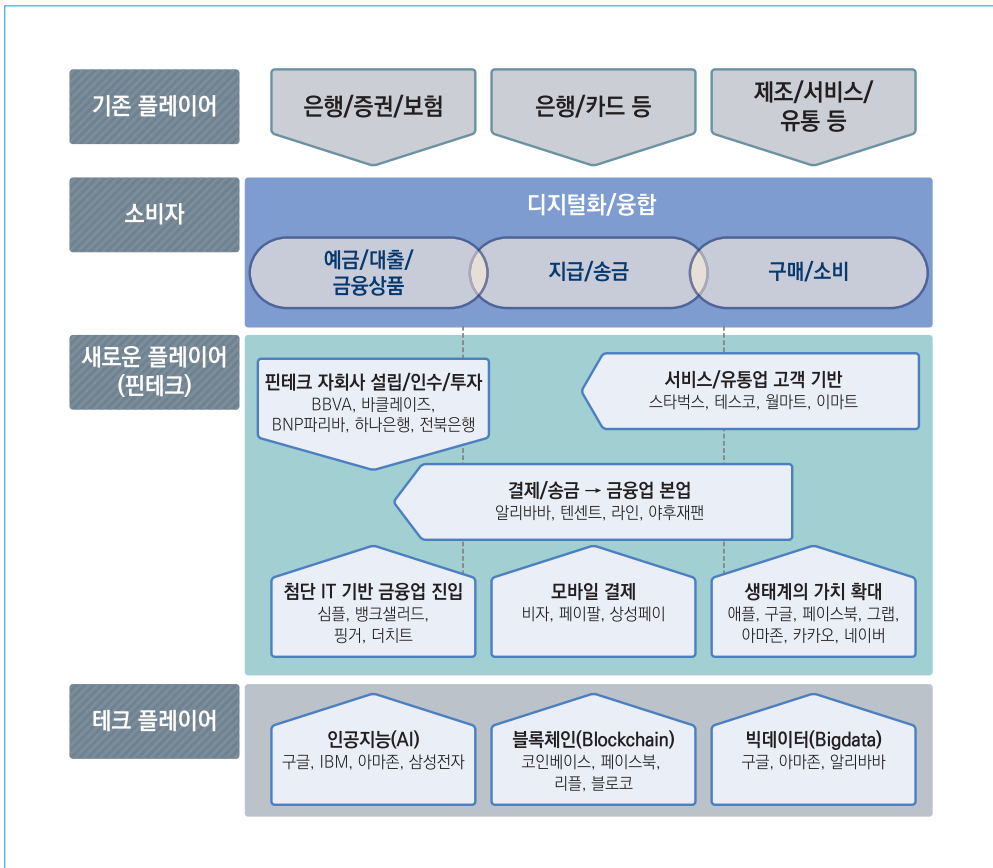 기존 플레이어
은행/증권/보험
은행/카드 등
제조/서비스/
유통 등
소비자
디지털화/융합
예금/대출/
금융상품
지급/송금
구매/소비
새로운 플레이어
(핀테크)
핀테크 자회사 설립/인수/투자
BBVA, 바클레이즈,
BNP파리바, 하나은행, 전북은행
서비스/유통업 고객 기반
스타벅스, 테스코, 월마트, 이마트
결제/송금 → 금융업 본업
알리바바, 텐센트, 라인, 야후재팬
첨단 IT 기반 금융업 진입
심플, 뱅크샐러드,
핑거, 더치트
모바일 결제
비자, 페이팔, 삼성페이
생태계의 가치 확대
애플, 구글, 페이스북, 그랩,
아마존, 카카오, 네이버
테크 플레이어
인공지능(AI)
구글, IBM, 아마존, 삼성전자
블록체인(Blockchain)
코인베이스, 페이스북,
리플, 블로코
빅데이터(Bigdata)
구글, 아마존, 알리바바